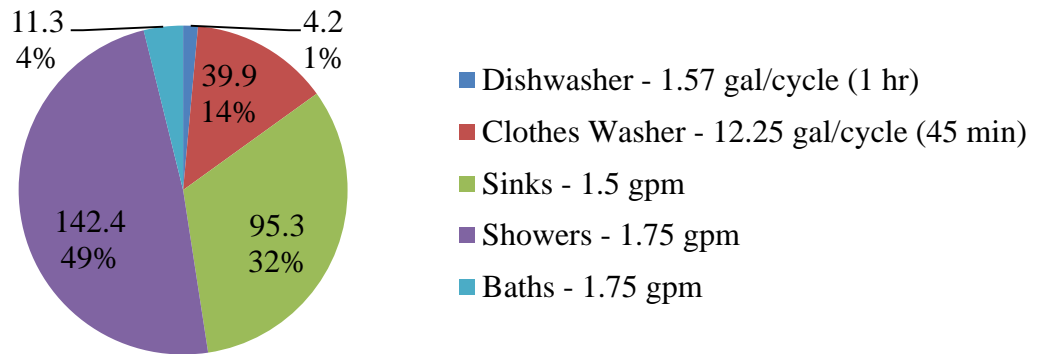 11.3
4%
4.2
1%
39.9
14%
95.3
32%
142.4
49%
Dishwasher - 1.57 gal/cycle (1 hr)
Clothes Washer - 12.25 gal/cycle (45 min)
Sinks - 1.5 gpm
Showers - 1.75 gpm
Baths - 1.75 gpm